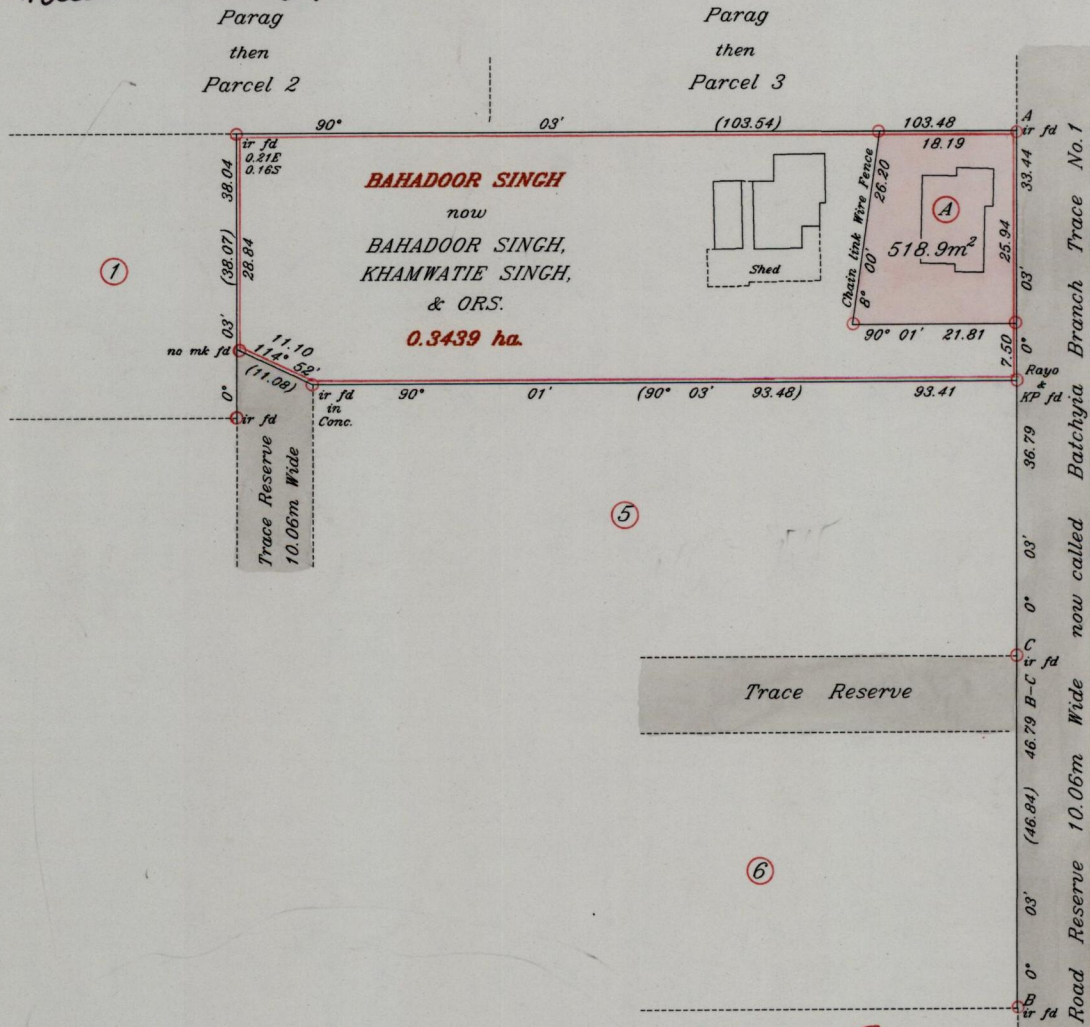 Parag
then
Parcel 2
Parag
then
Parcel 3
90° 03' (103.54) 103.48
A
ir fd
ir fd
0.21E
0.16S
18.19
(38.07) 38.04
28.84
0° 03'
BAHADOOR SINGH
now
BAHADOOR SINGH,
KHAMWATIE SINGH,
& ORS.
0.3439 ha.
Shed
Chain link Wire Fence
8° 00' 26.20
A
518.9m²
25.94
33.44
0° 03'
90° 01' 21.81
7.50
1
no mk fd
11.10
114° 52'
(11.08)
ir fd
in
Conc.
ir fd
90° 01' (90° 03' 93.46) 93.41
Rayo
&
KP fd
Trace Reserve
10.06m Wide
5
0° 03' 36.79
C
ir fd
Trace Reserve
0° 03' (46.84) 46.79 B-C
6
B
ir fd
Road Reserve 10.06m Wide now called Batchyia Branch Trace No.1